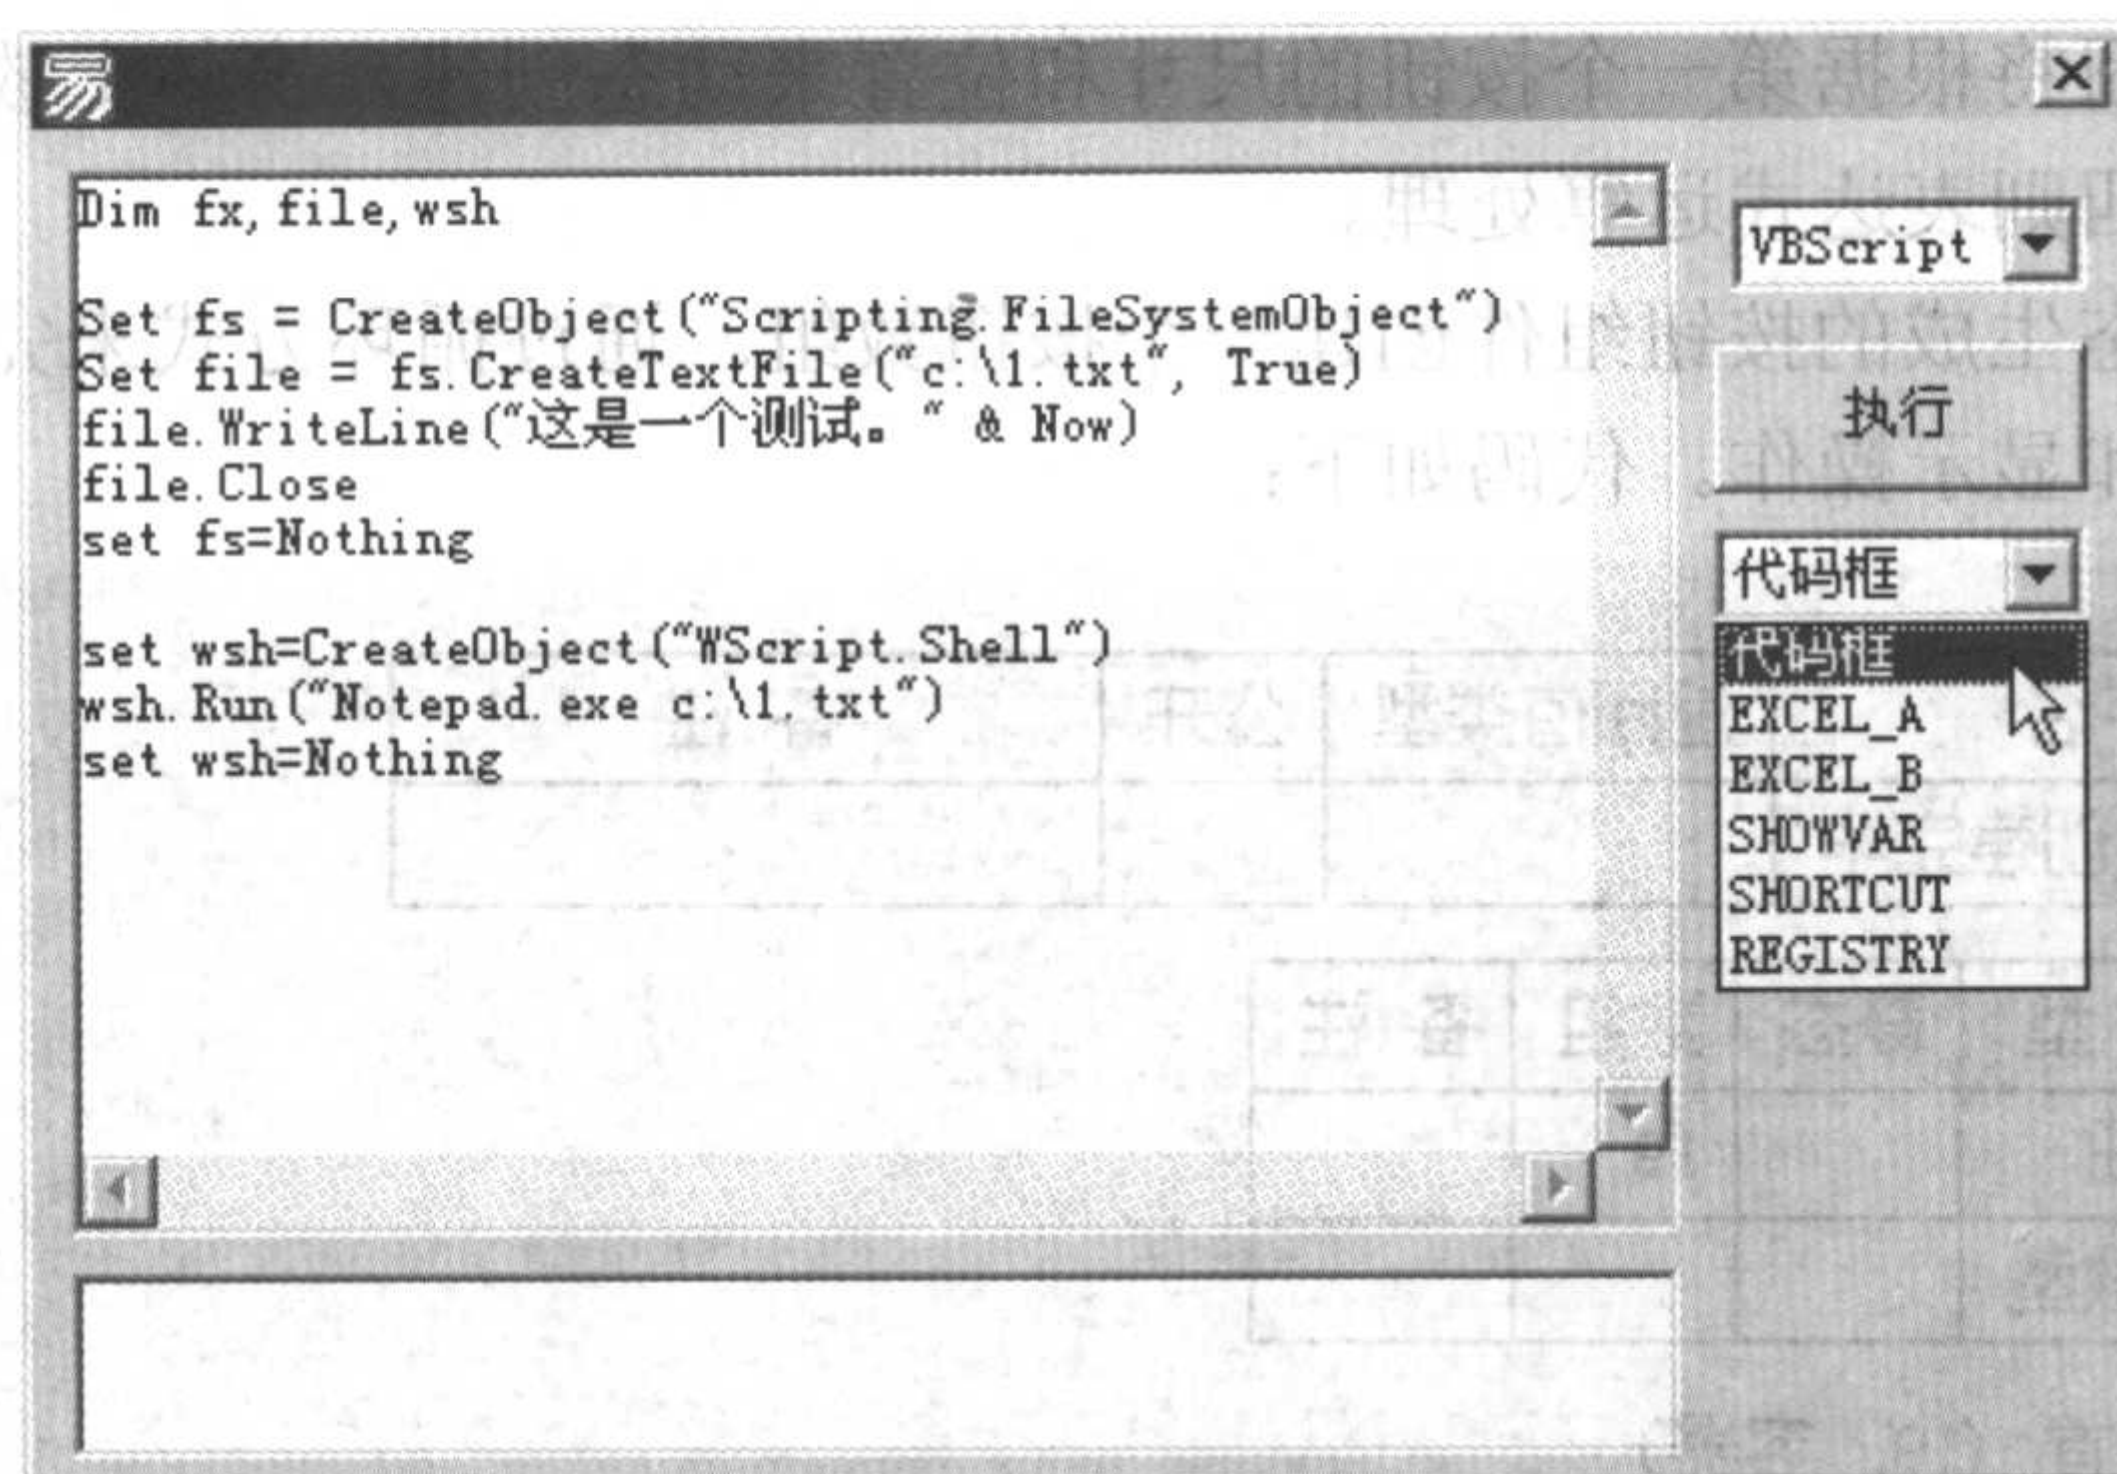 易
Dim fx,file,wsh
Set fs = CreateObject("Scripting.FileSystemObject")
Set file = fs.CreateTextFile("c:\1.txt", True)
file.WriteLine("这是一个测试。" & Now)
file.Close
set fs=Nothing
set wsh=CreateObject("WScript.Shell")
wsh.Run("Notepad.exe c:\1.txt")
set wsh=Nothing
VBScript
执行
代码框
代码框
EXCEL_A
EXCEL_B
SHOWVAR
SHORTCUT
REGISTRY